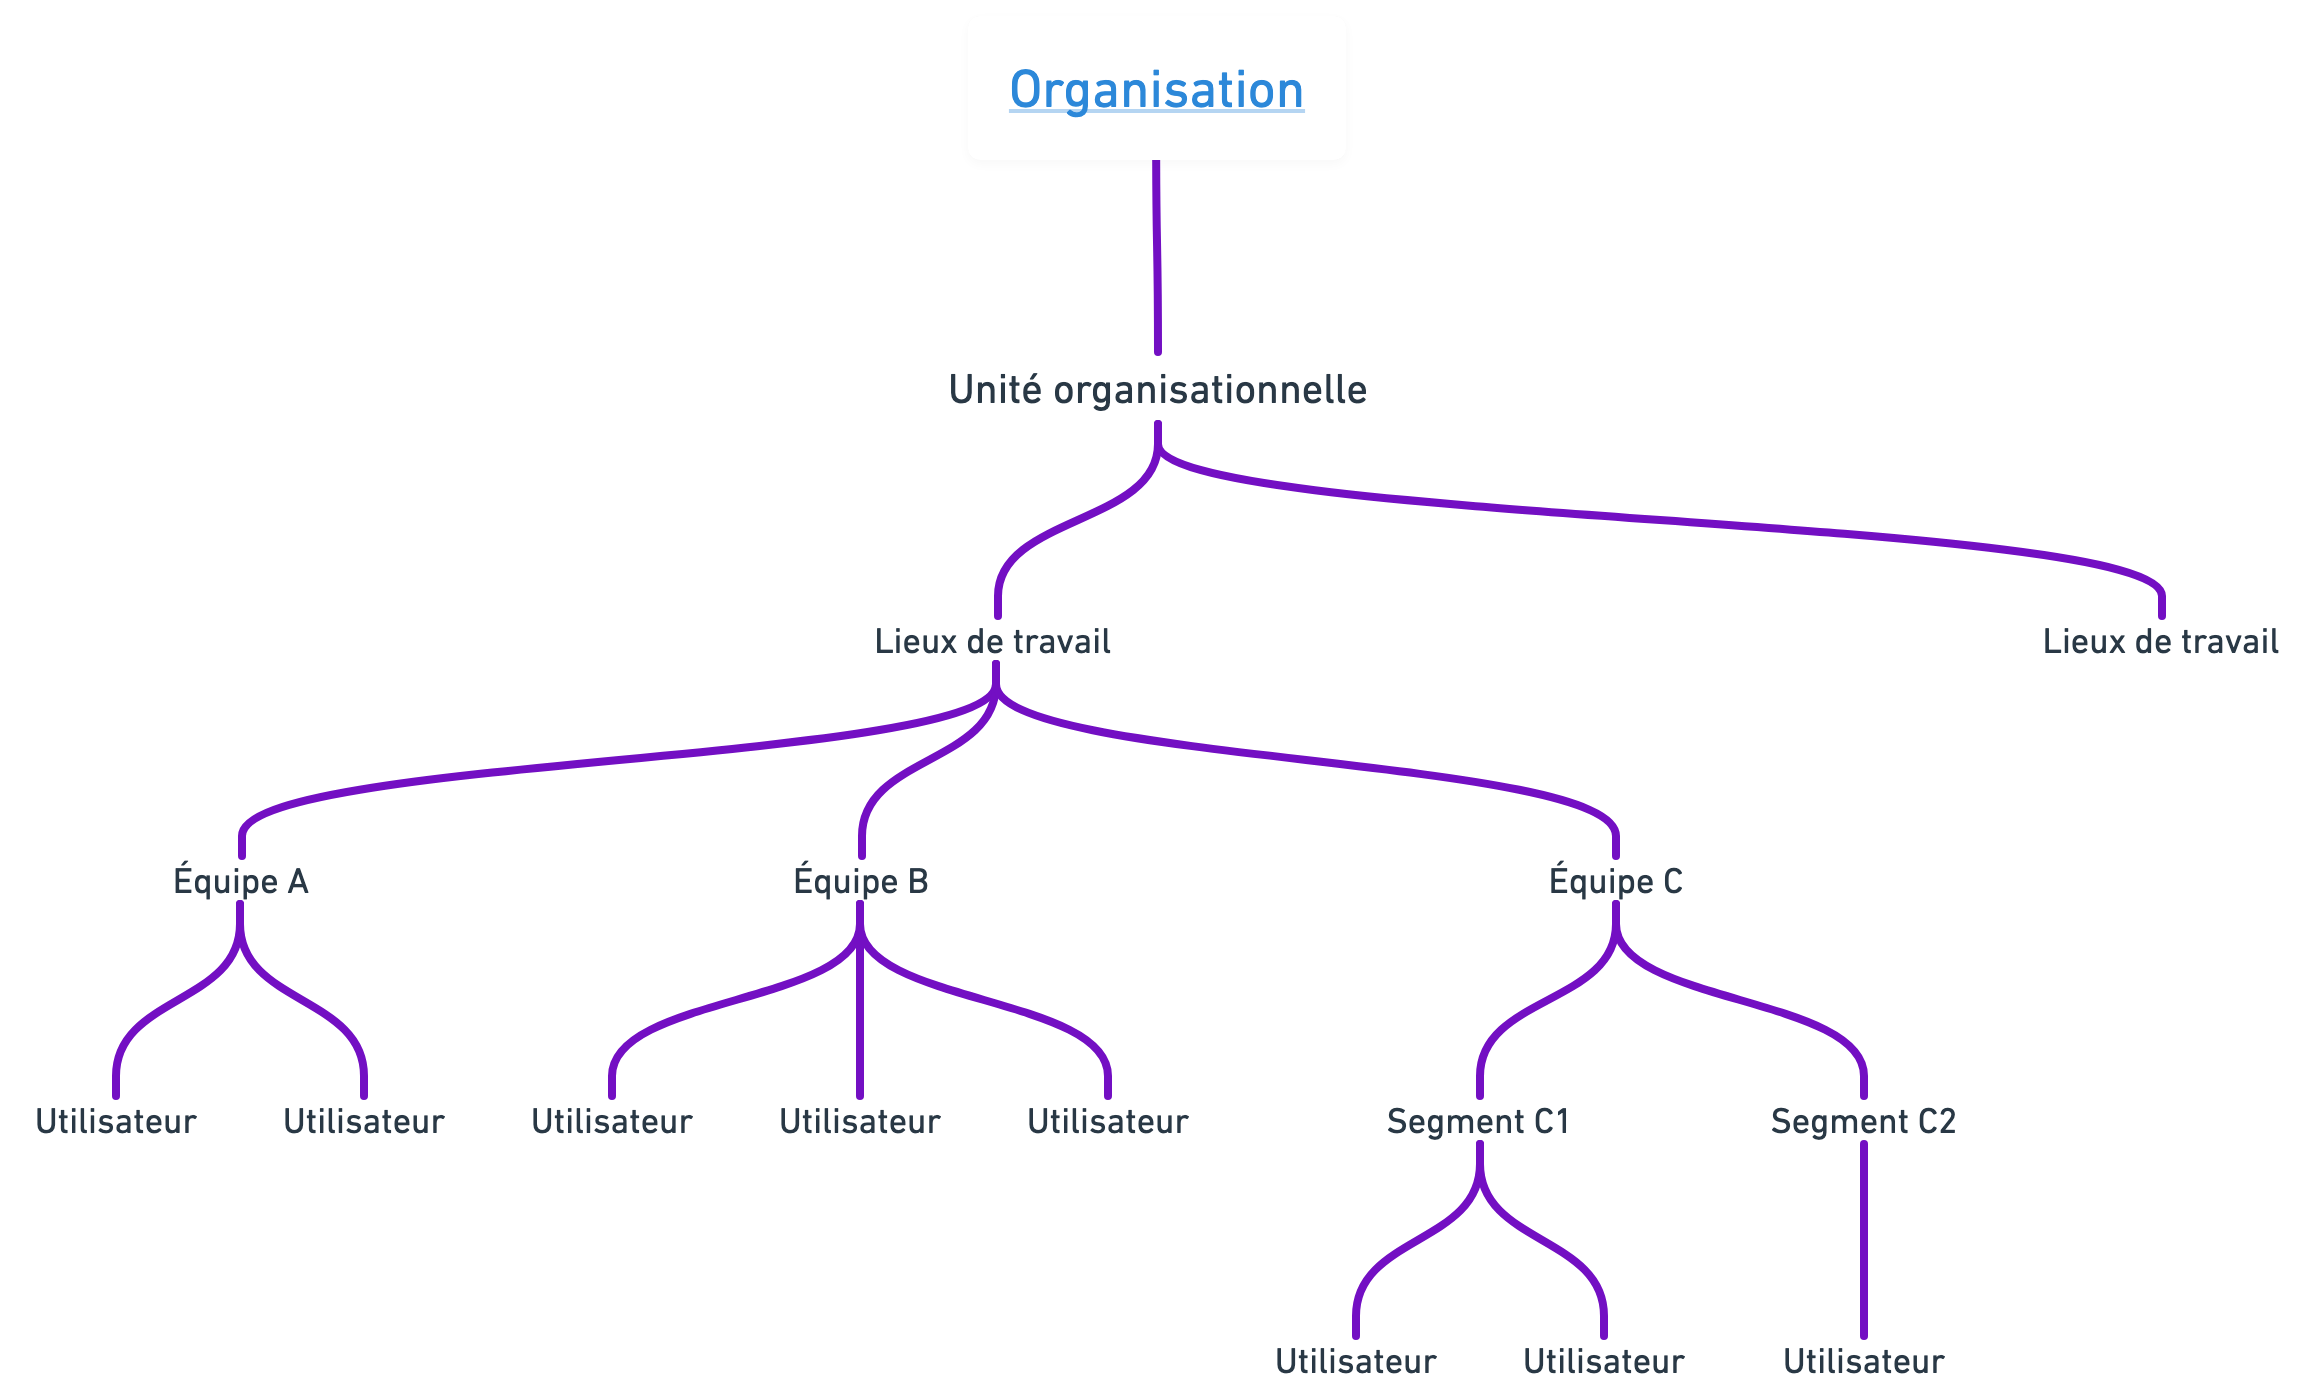 Organisation
Unité organisationnelle
Lieux de travail
Lieux de travail
Équipe A
Équipe B
Équipe C
Utilisateur
Utilisateur
Utilisateur
Utilisateur
Utilisateur
Segment C1
Segment C2
Utilisateur
Utilisateur
Utilisateur